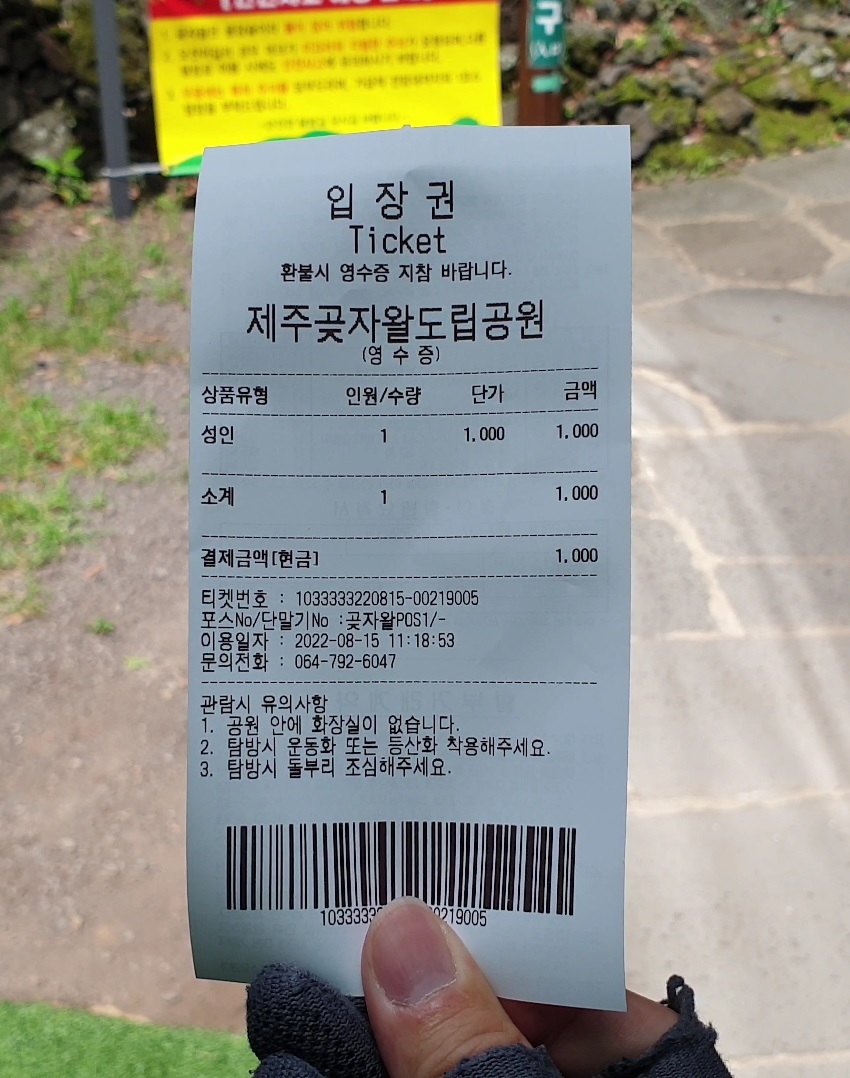 구
입 장 권
Ticket
환불시 영수증 지참 바랍니다.
제주곶자왈도립공원
(영 수 증)
상품유형 인원/수량 단가 금액
성인 1 1,000 1,000
소계 1 1,000
결제금액[현금] 1,000
티켓번호 : 1033333220815-00219005
포스No/단말기No :곶자왈POS1/-
이용일자 : 2022-08-15 11:18:53
문의전화 : 064-792-6047
관람시 유의사항
1. 공원 안에 화장실이 없습니다.
2. 탐방시 운동화 또는 등산화 착용해주세요.
3. 탐방시 돌부리 조심해주세요.